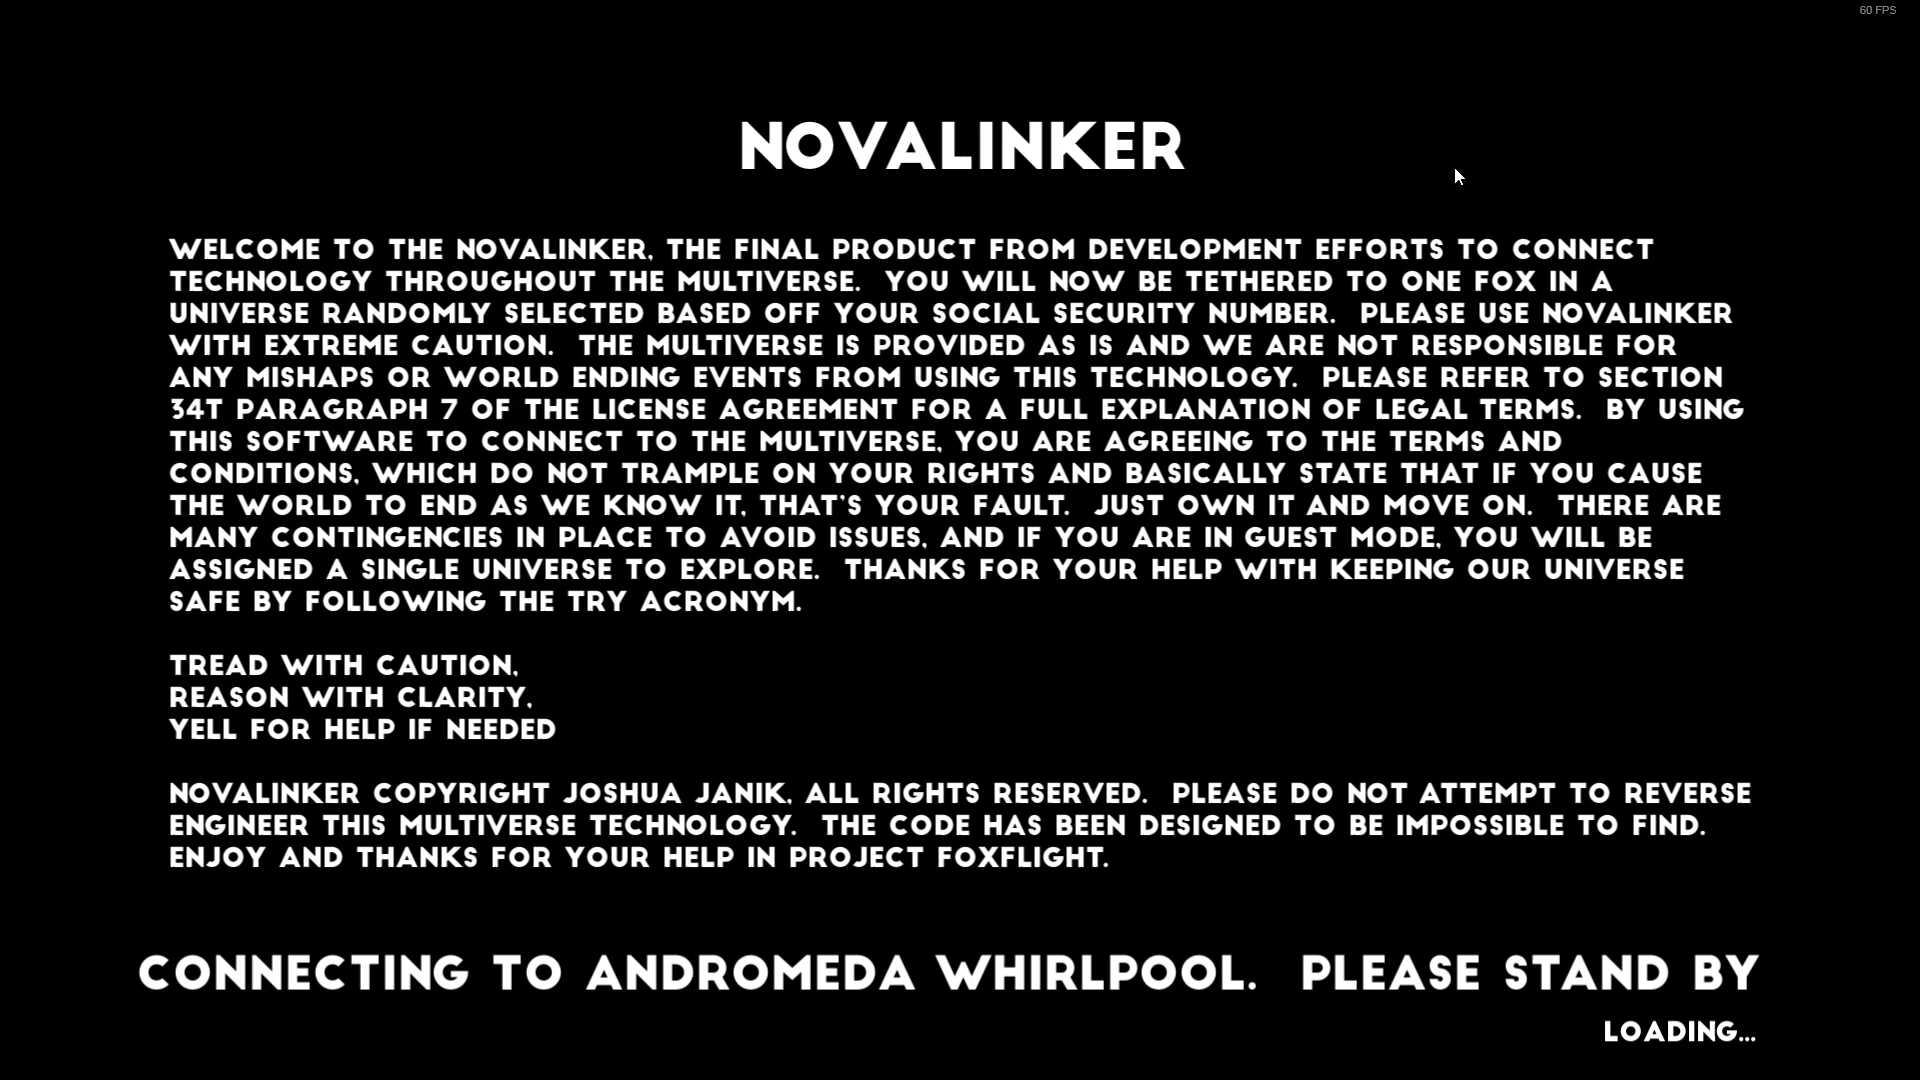 60 FPS
NOVALINKER
WELCOME TO THE NOVALINKER, THE FINAL PRODUCT FROM DEVELOPMENT EFFORTS TO CONNECT
TECHNOLOGY THROUGHOUT THE MULTIVERSE.  YOU WILL NOW BE TETHERED TO ONE FOX IN A
UNIVERSE RANDOMLY SELECTED BASED OFF YOUR SOCIAL SECURITY NUMBER.  PLEASE USE NOVALINKER
WITH EXTREME CAUTION.  THE MULTIVERSE IS PROVIDED AS IS AND WE ARE NOT RESPONSIBLE FOR
ANY MISHAPS OR WORLD ENDING EVENTS FROM USING THIS TECHNOLOGY.  PLEASE REFER TO SECTION
34T PARAGRAPH 7 OF THE LICENSE AGREEMENT FOR A FULL EXPLANATION OF LEGAL TERMS.  BY USING
THIS SOFTWARE TO CONNECT TO THE MULTIVERSE, YOU ARE AGREEING TO THE TERMS AND
CONDITIONS, WHICH DO NOT TRAMPLE ON YOUR RIGHTS AND BASICALLY STATE THAT IF YOU CAUSE
THE WORLD TO END AS WE KNOW IT, THAT'S YOUR FAULT.  JUST OWN IT AND MOVE ON.  THERE ARE
MANY CONTINGENCIES IN PLACE TO AVOID ISSUES, AND IF YOU ARE IN GUEST MODE, YOU WILL BE
ASSIGNED A SINGLE UNIVERSE TO EXPLORE.  THANKS FOR YOUR HELP WITH KEEPING OUR UNIVERSE
SAFE BY FOLLOWING THE TRY ACRONYM.
TREAD WITH CAUTION,
REASON WITH CLARITY,
YELL FOR HELP IF NEEDED
NOVALINKER COPYRIGHT JOSHUA JANIK, ALL RIGHTS RESERVED.  PLEASE DO NOT ATTEMPT TO REVERSE
ENGINEER THIS MULTIVERSE TECHNOLOGY.  THE CODE HAS BEEN DESIGNED TO BE IMPOSSIBLE TO FIND.
ENJOY AND THANKS FOR YOUR HELP IN PROJECT FOXFLIGHT.
CONNECTING TO ANDROMEDA WHIRLPOOL.  PLEASE STAND BY
LOADING...